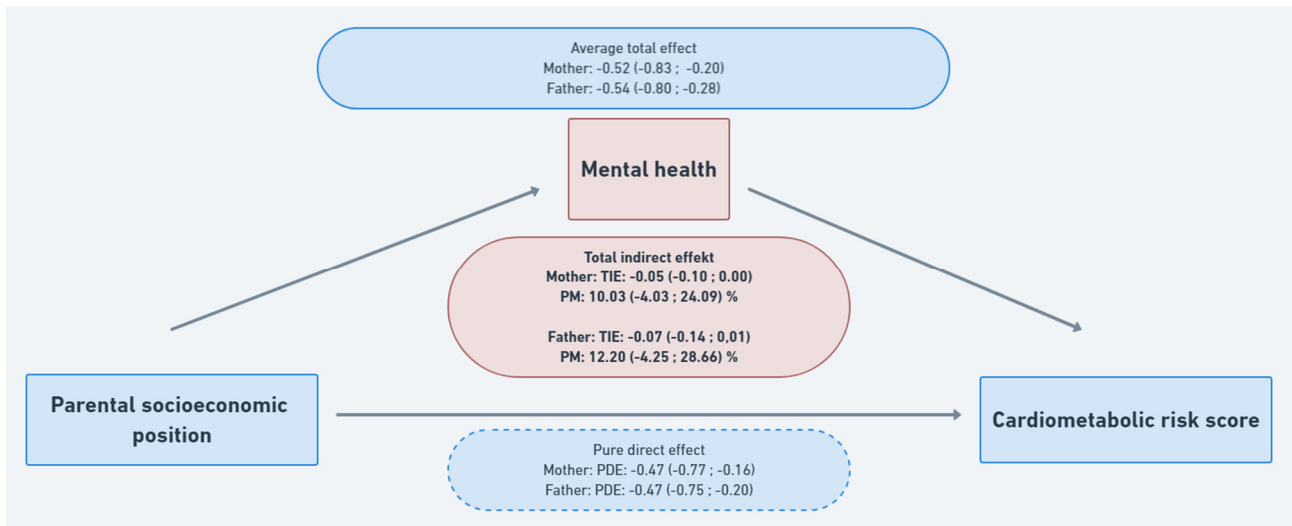 Average total effect
Mother: -0.52 (-0.83 ;  -0.20)
Father: -0.54 (-0.80 ; -0.28)
Mental health
Total indirect effekt
Mother: TIE: -0.05 (-0.10 ; 0.00)
PM: 10.03 (-4.03 ; 24.09) %
Father: TIE: -0.07 (-0.14 ; 0,01)
PM: 12.20 (-4.25 ; 28.66) %
Parental socioeconomic
position
Cardiometabolic risk score
Pure direct effect
Mother: PDE: -0.47 (-0.77 ; -0.16)
Father: PDE: -0.47 (-0.75 ; -0.20)